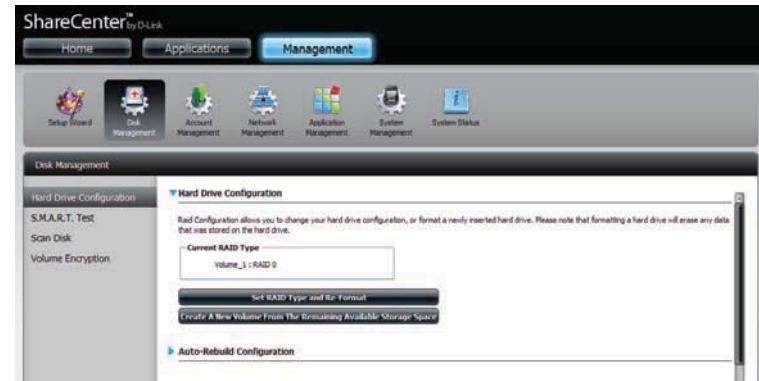 ShareCenter™ by D-Link
Home Applications Management
Setup Wizard Disk Management Account Management Network Management Application Management System Management System Status
Disk Management
Hard Drive Configuration
S.M.A.R.T. Test
Scan Disk
Volume Encryption
Hard Drive Configuration
Raid Configuration allows you to change your hard drive configuration, or format a newly inserted hard drive. Please note that formatting a hard drive will erase any data
that was stored on the hard drive.
Current RAID Type
Volume_1 : RAID 0
Set RAID Type and Re-Format
Create A New Volume From The Remaining Available Storage Space
Auto-Rebuild Configuration